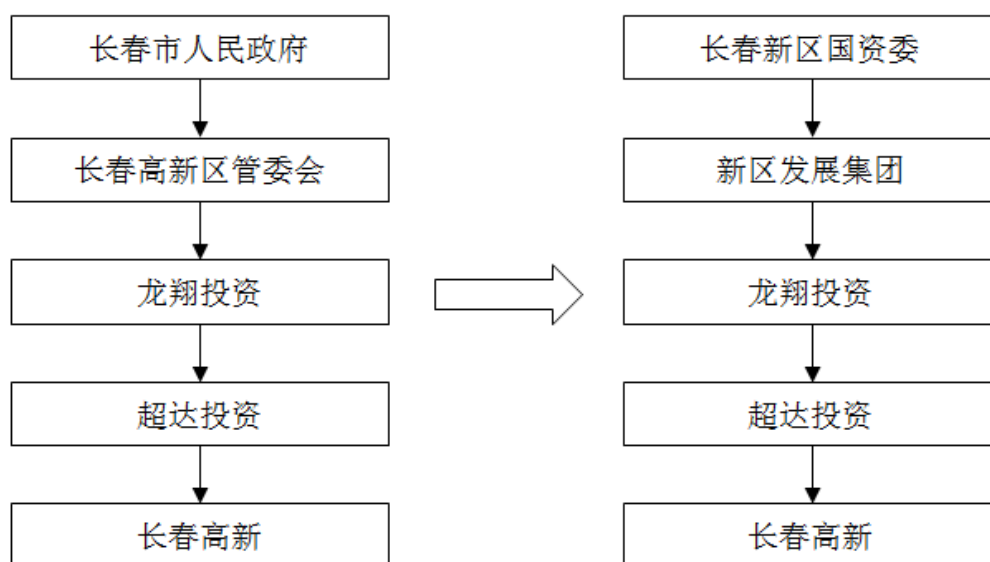 长春市人民政府
长春高新区管委会
龙翔投资
超达投资
长春高新
长春新区国资委
新区发展集团
龙翔投资
超达投资
长春高新